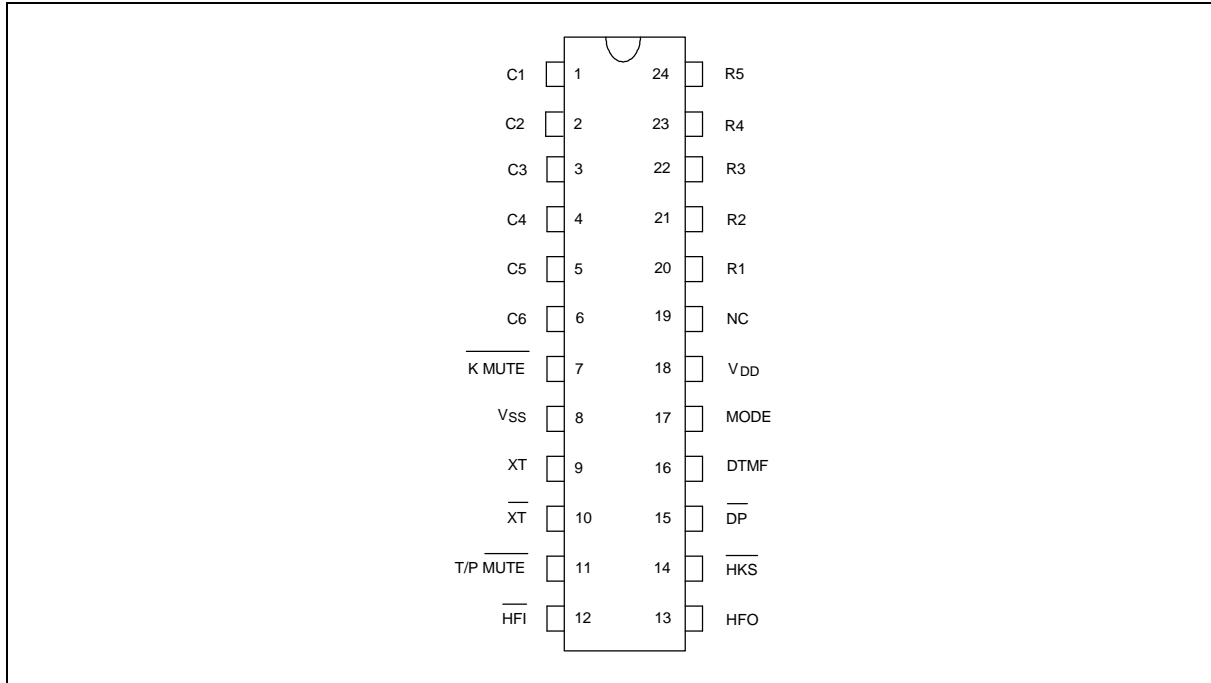 C1 1 24 R5
C2 2 23 R4
C3 3 22 R3
C4 4 21 R2
C5 5 20 R1
C6 6 19 NC
K MUTE 7 18 VDD
VSS 8 17 MODE
XT 9 16 DTMF
XT 10 15 DP
T/P MUTE 11 14 HKS
HFI 12 13 HFO